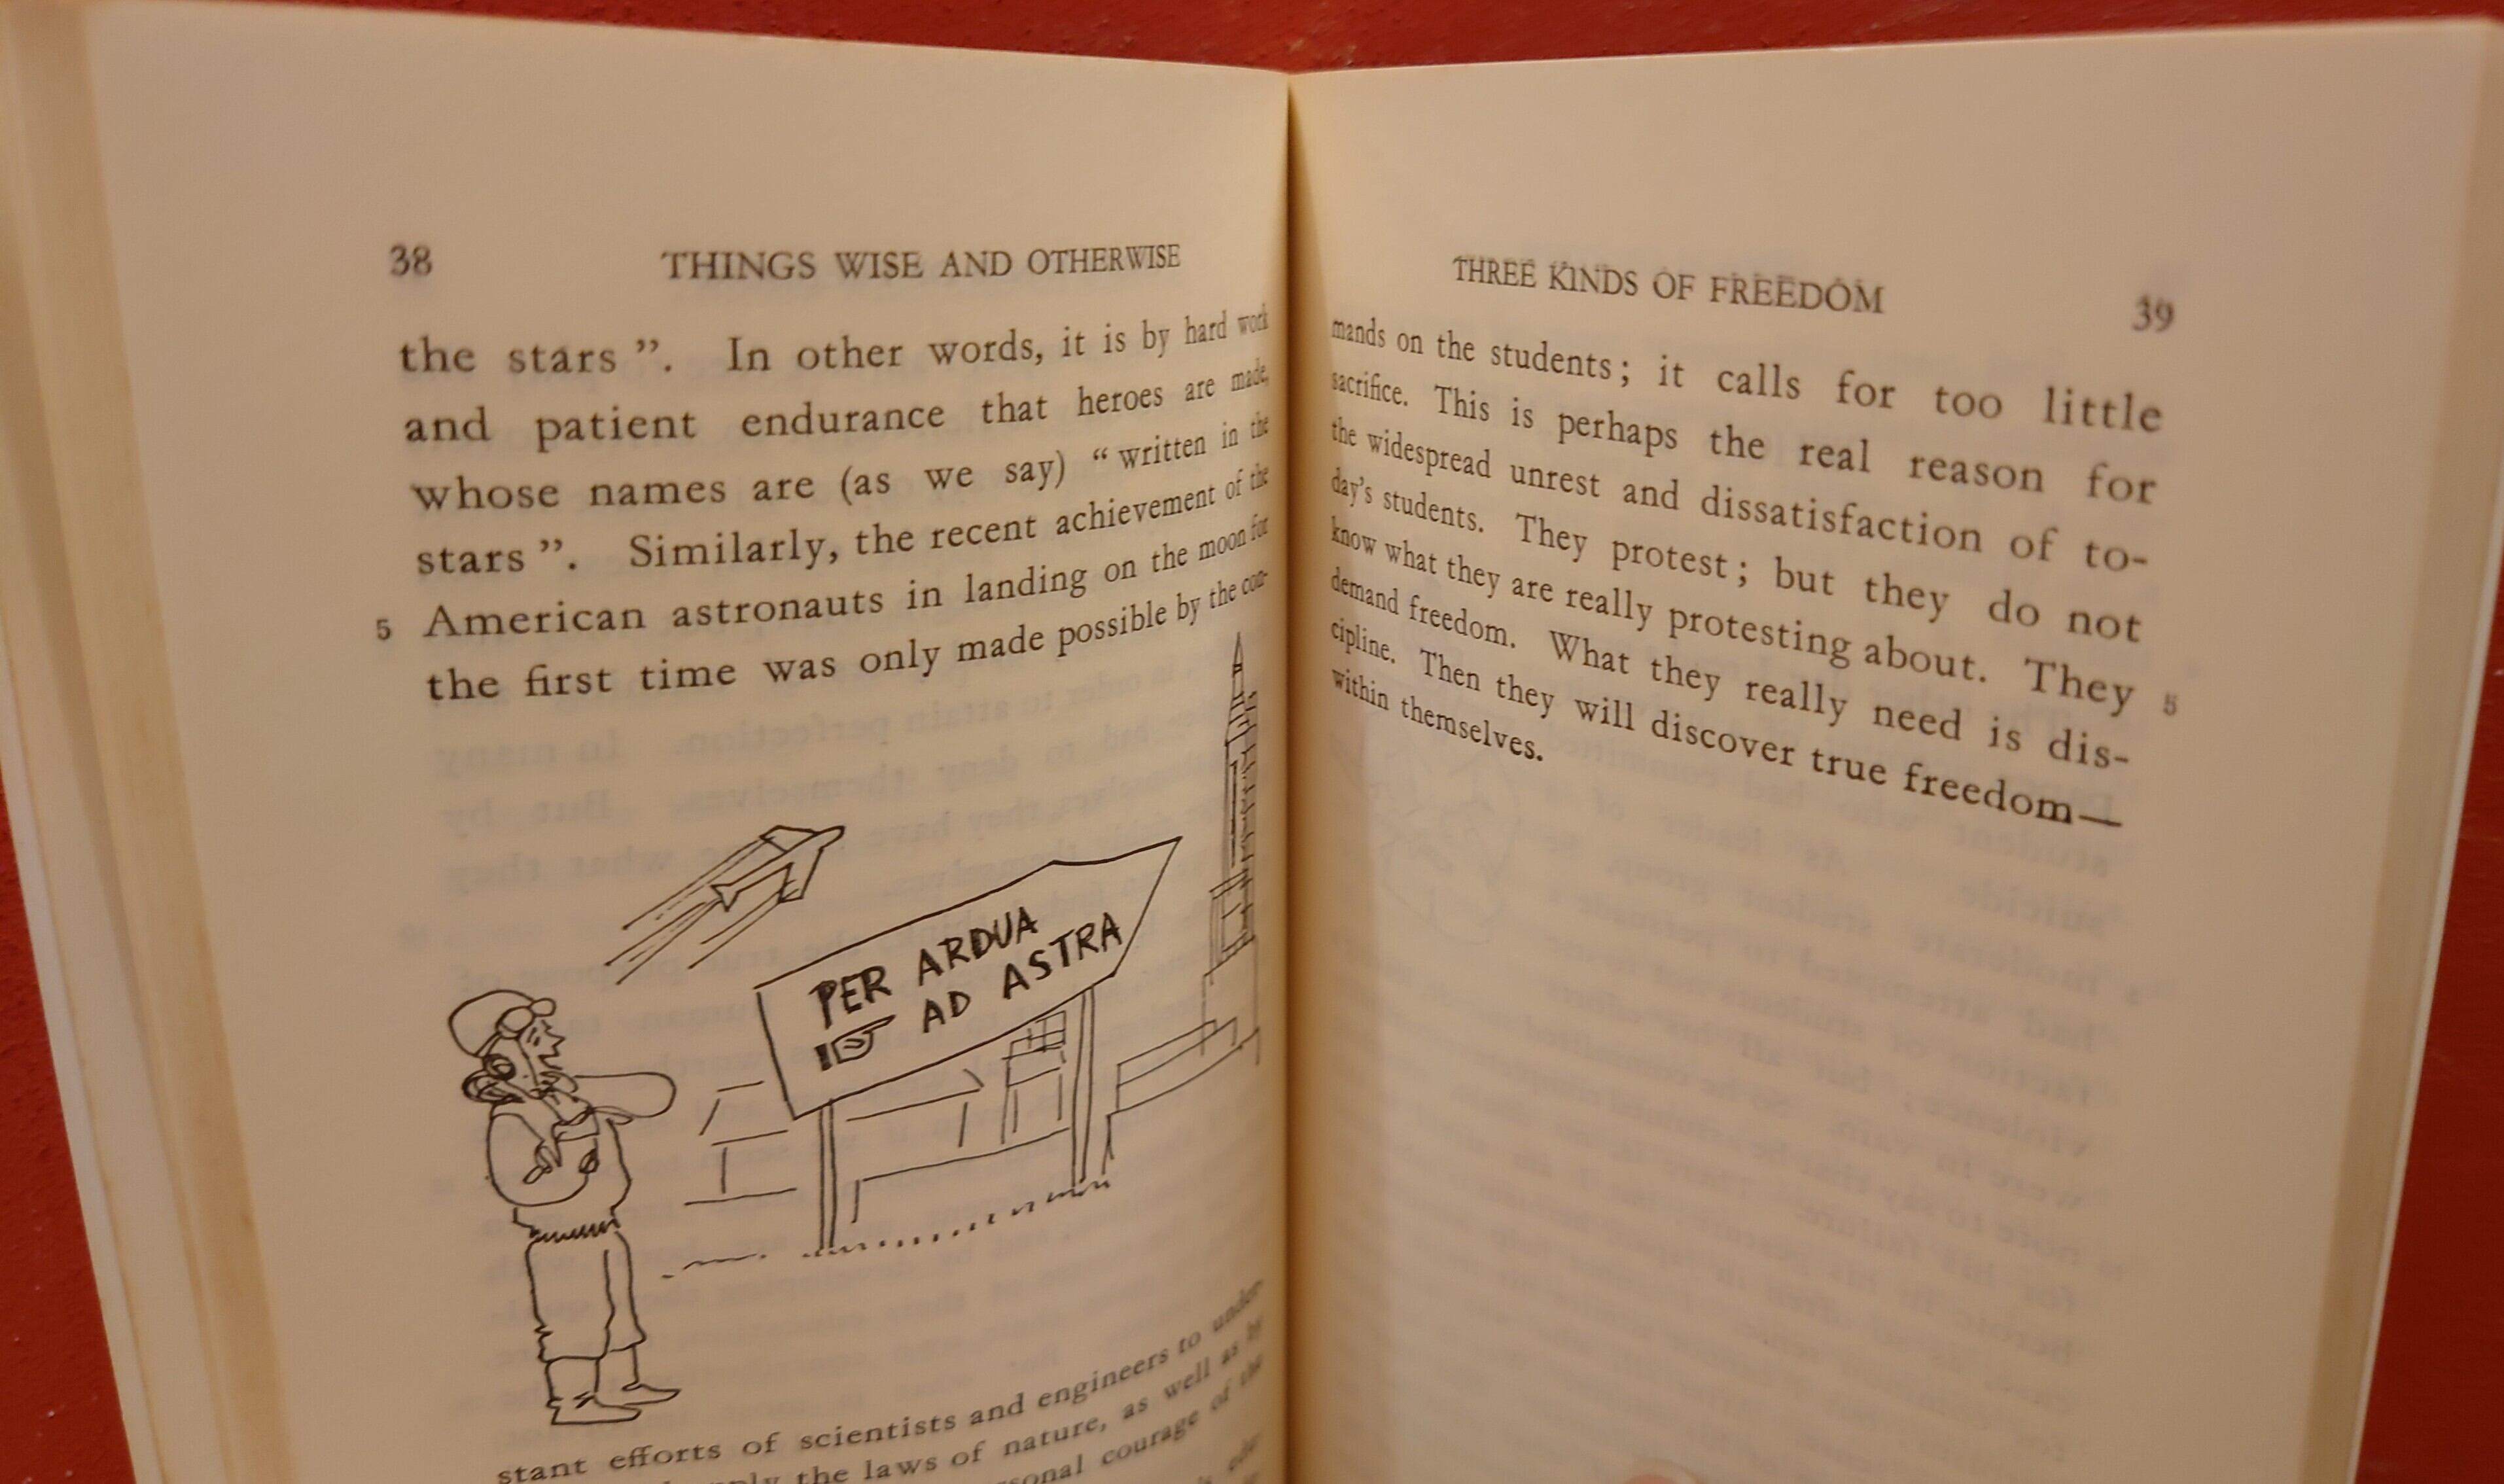 38 THINGS WISE AND OTHERWISE
the stars ”. In other words, it is by hard work
and patient endurance that heroes are made,
whose names are (as we say) “ written in the
stars ”. Similarly, the recent achievement of the
5 American astronauts in landing on the moon for
the first time was only made possible by the con-
PER ARDUA
AD ASTRA
stant efforts of scientists and engineers to under-
the laws of nature, as well as by
courage of the
THREE KINDS OF FREEDOM 39
mands on the students; it calls for too little
sacrifice. This is perhaps the real reason for
the widespread unrest and dissatisfaction of to-
day’s students. They protest; but they do not
know what they are really protesting about. They 5
demand freedom. What they really need is dis-
cipline. Then they will discover true freedom—
within themselves.